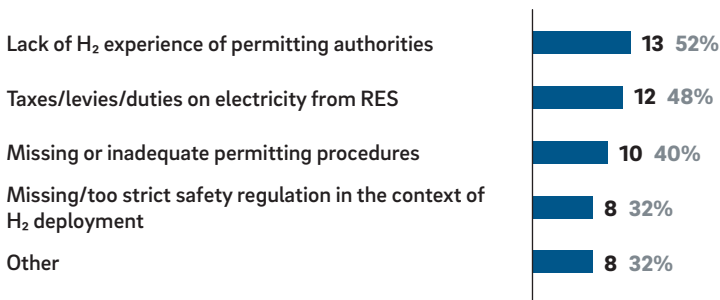 Lack of H₂ experience of permitting authorities 13 52%
Taxes/levies/duties on electricity from RES 12 48%
Missing or inadequate permitting procedures 10 40%
Missing/too strict safety regulation in the context of
H₂ deployment 8 32%
Other 8 32%